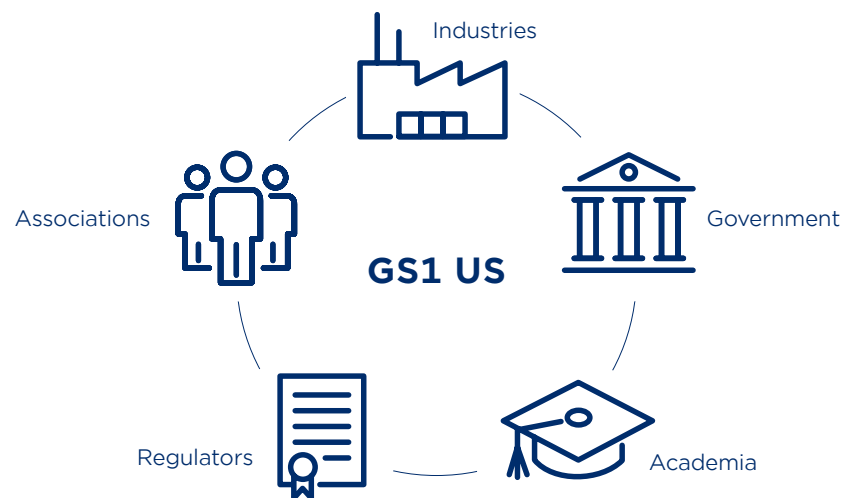 Industries
Associations
Government
GS1 US
Regulators
Academia